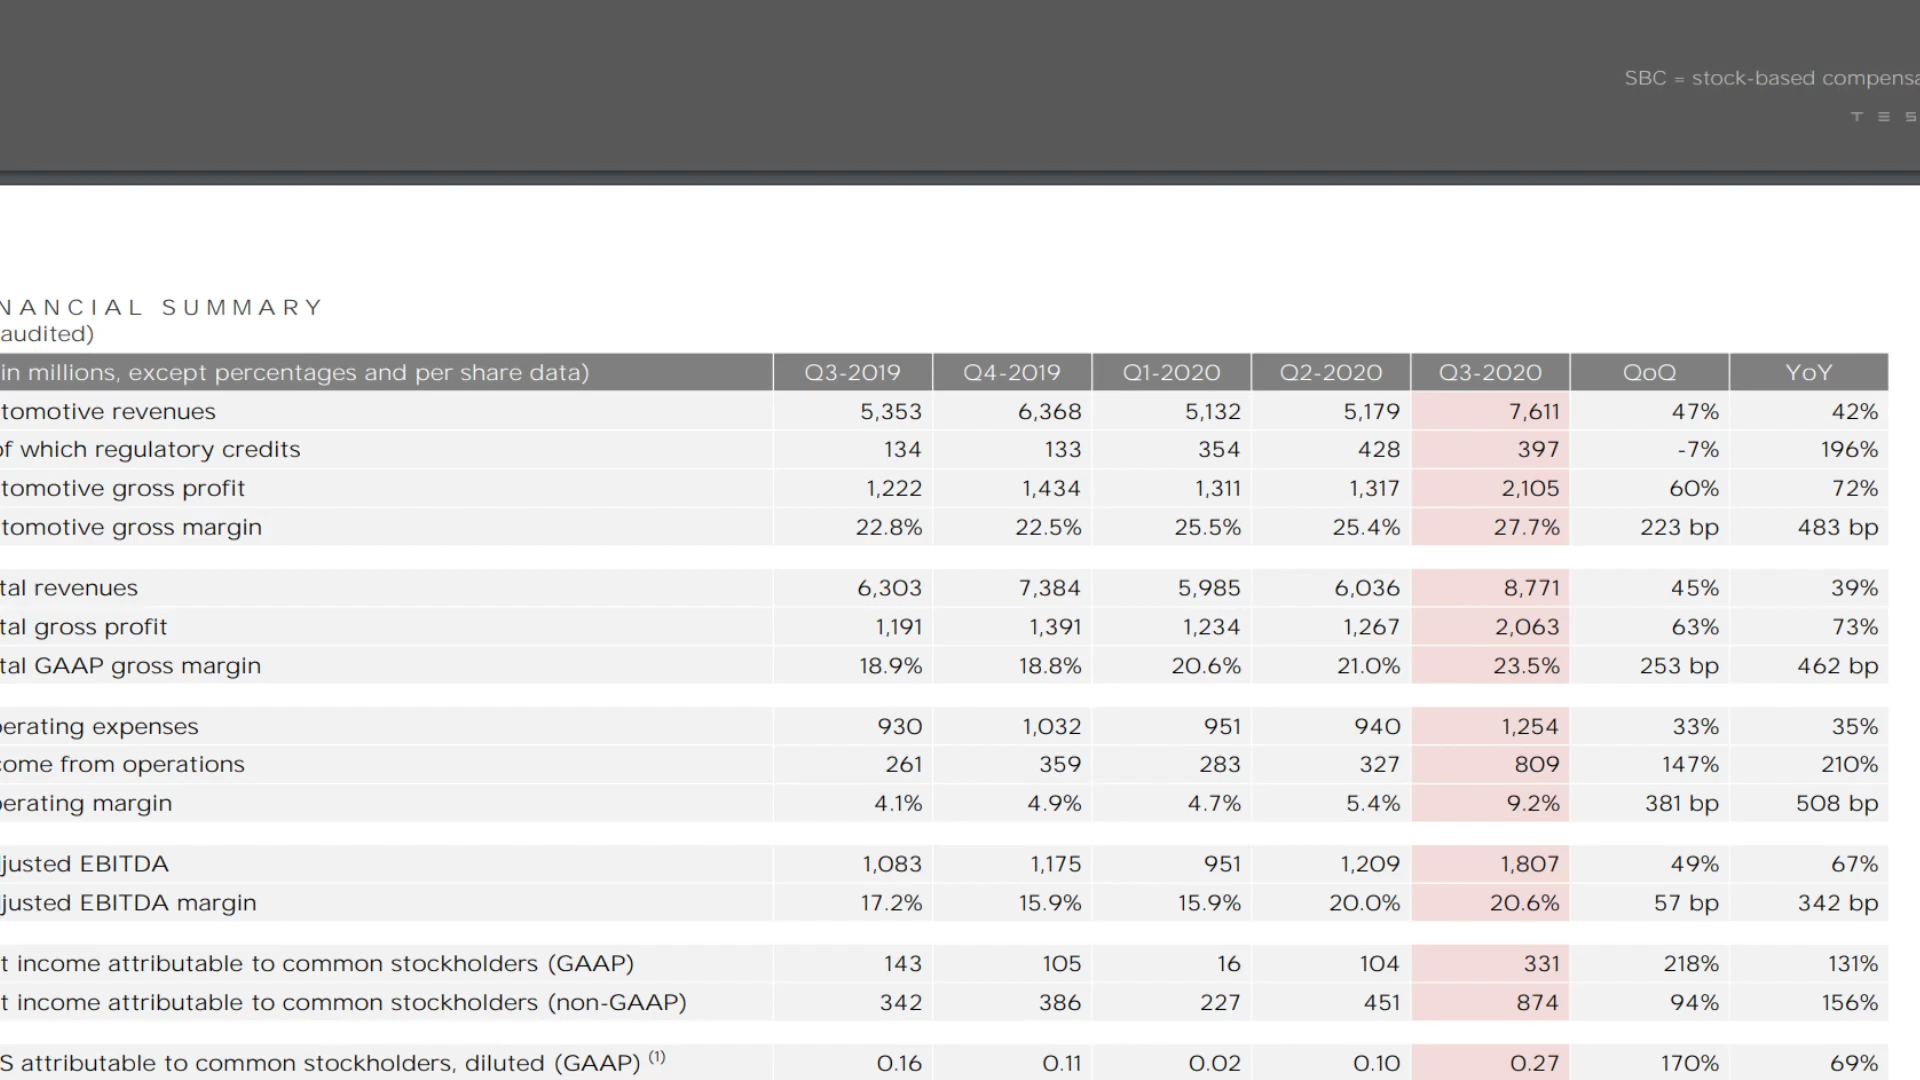 SBC = stock-based compensa
T E S
NANCIAL SUMMARY
audited)
in millions, except percentages and per share data) Q3-2019 Q4-2019 Q1-2020 Q2-2020 Q3-2020 QoQ YoY
tomotive revenues 5,353 6,368 5,132 5,179 7,611 47% 42%
of which regulatory credits 134 133 354 428 397 -7% 196%
tomotive gross profit 1,222 1,434 1,311 1,317 2,105 60% 72%
tomotive gross margin 22.8% 22.5% 25.5% 25.4% 27.7% 223 bp 483 bp
tal revenues 6,303 7,384 5,985 6,036 8,771 45% 39%
tal gross profit 1,191 1,391 1,234 1,267 2,063 63% 73%
tal GAAP gross margin 18.9% 18.8% 20.6% 21.0% 23.5% 253 bp 462 bp
perating expenses 930 1,032 951 940 1,254 33% 35%
come from operations 261 359 283 327 809 147% 210%
perating margin 4.1% 4.9% 4.7% 5.4% 9.2% 381 bp 508 bp
justed EBITDA 1,083 1,175 951 1,209 1,807 49% 67%
justed EBITDA margin 17.2% 15.9% 15.9% 20.0% 20.6% 57 bp 342 bp
t income attributable to common stockholders (GAAP) 143 105 16 104 331 218% 131%
t income attributable to common stockholders (non-GAAP) 342 386 227 451 874 94% 156%
S attributable to common stockholders, diluted (GAAP) (1) 0.16 0.11 0.02 0.10 0.27 170% 69%